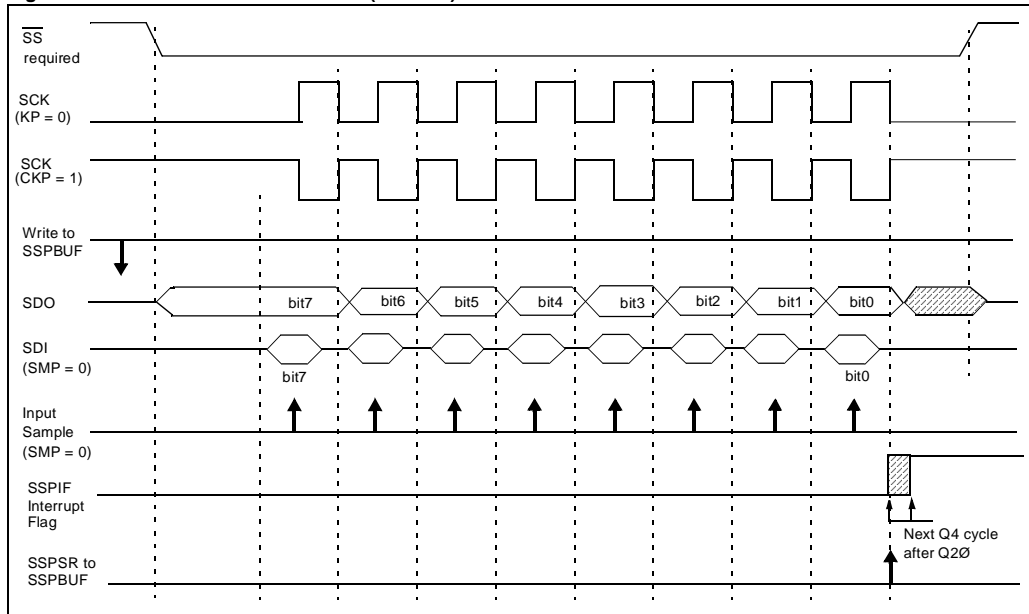 SS
required
SCK
(KP = 0)
SCK
(CKP = 1)
Write to
SSPBUF
SDO
bit7 bit6 bit5 bit4 bit3 bit2 bit1 bit0
SDI
(SMP = 0)
bit7 bit0
Input
Sample
(SMP = 0)
SSPIF
Interrupt
Flag
Next Q4 cycle
after Q2Ø
SSPSR to
SSPBUF